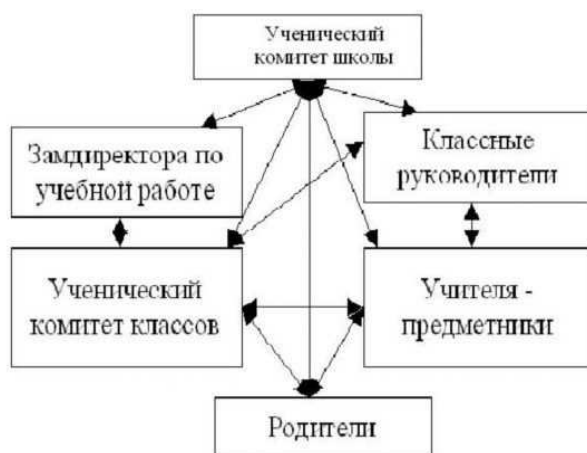 Ученический
комитет школы
Замдиректора по
учебной работе
Классные
руководители
Ученический
комитет классов
Учителя -
предметники
Родители